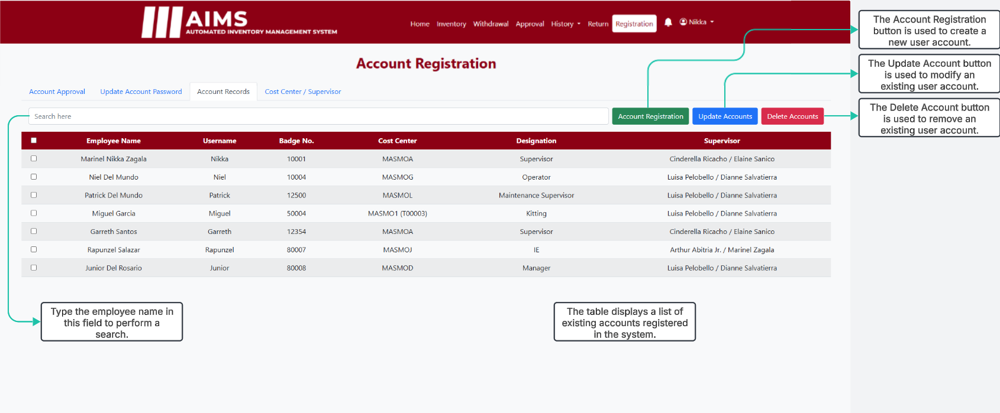 AIMS
AUTOMATED INVENTORY MANAGEMENT SYSTEM
Home Inventory Withdrawal Approval History Return Registration Nikka
The Account Registration
button is used to create a
new user account.
Account Registration
The Update Account button
is used to modify an
existing user account.
Account Approval Update Account Password Account Records Cost Center / Supervisor
The Delete Account button
is used to remove an
existing user account.
Search here Account Registration Update Accounts Delete Accounts
Employee Name Username Badge No. Cost Center Designation Supervisor
Marinel Nikka Zagala Nikka 10001 MASMOA Supervisor Cinderella Ricacho / Elaine Sanico
Niel Del Mundo Niel 10004 MASMOG Operator Luisa Pelobello / Dianne Salvatierra
Patrick Del Mundo Patrick 12500 MASMOL Maintenance Supervisor Luisa Pelobello / Dianne Salvatierra
Miguel Garcia Miguel 50004 MASMO1 (T00003) Kitting Luisa Pelobello / Dianne Salvatierra
Garreth Santos Garreth 12354 MASMOA Supervisor Cinderella Ricacho / Elaine Sanico
Rapunzel Salazar Rapunzel 80007 MASMOJ IE Arthur Abitria Jr. / Marinel Zagala
Junior Del Rosario Junior 80008 MASMOD Manager Luisa Pelobello / Dianne Salvatierra
Type the employee name in
this field to perform a
search.
The table displays a list of
existing accounts registered
in the system.